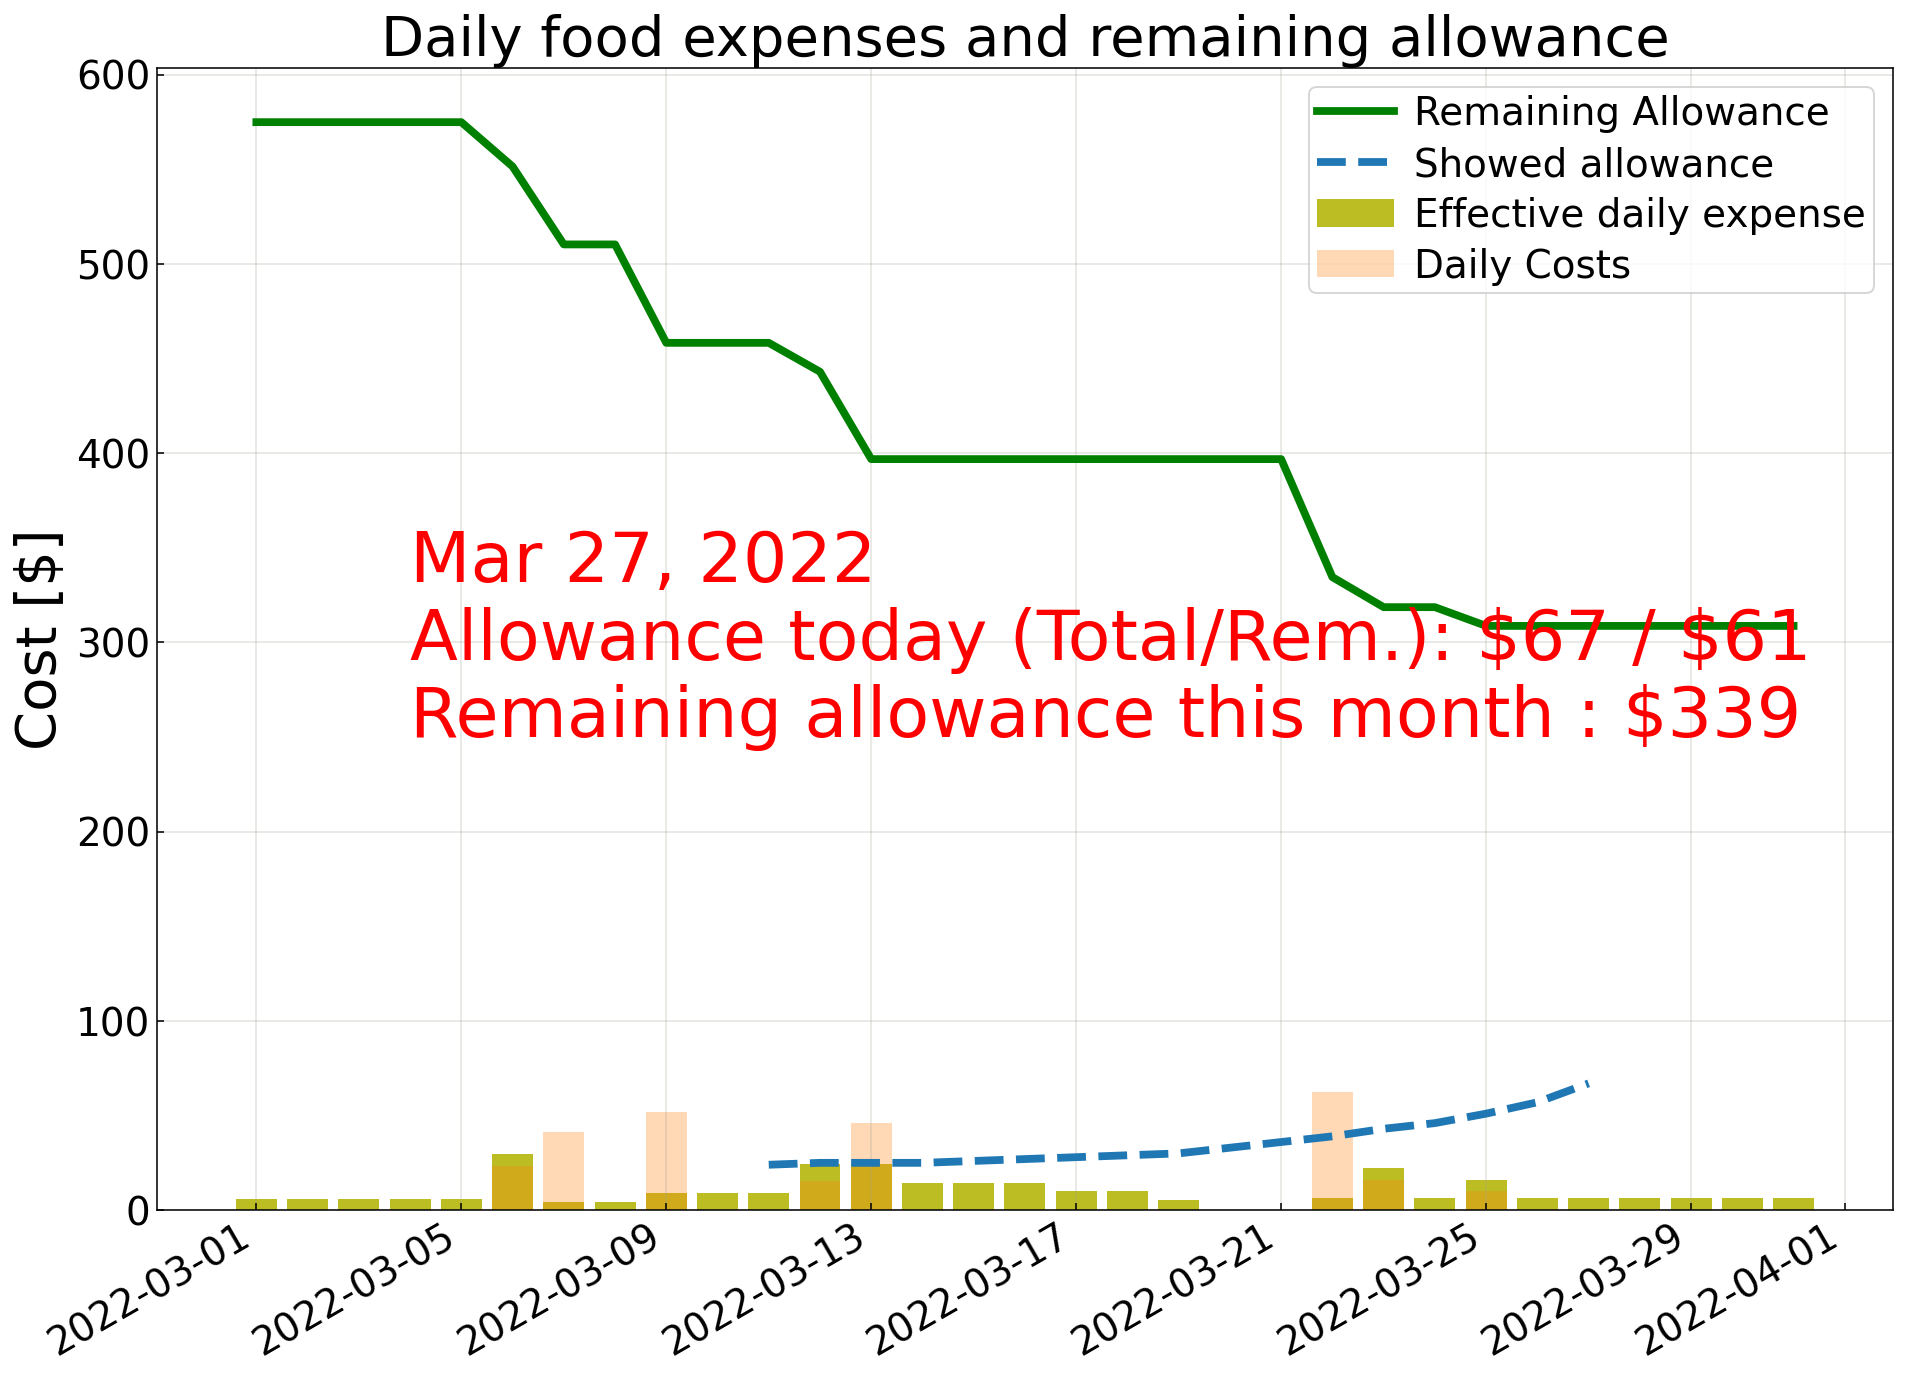 Daily food expenses and remaining allowance
Cost [$]
600
500
400
300
200
100
0
Remaining Allowance
Showed allowance
Effective daily expense
Daily Costs
Mar 27, 2022
Allowance today (Total/Rem.): $67 / $61
Remaining allowance this month : $339
2022-03-01
2022-03-05
2022-03-09
2022-03-13
2022-03-17
2022-03-21
2022-03-25
2022-03-29
2022-04-01